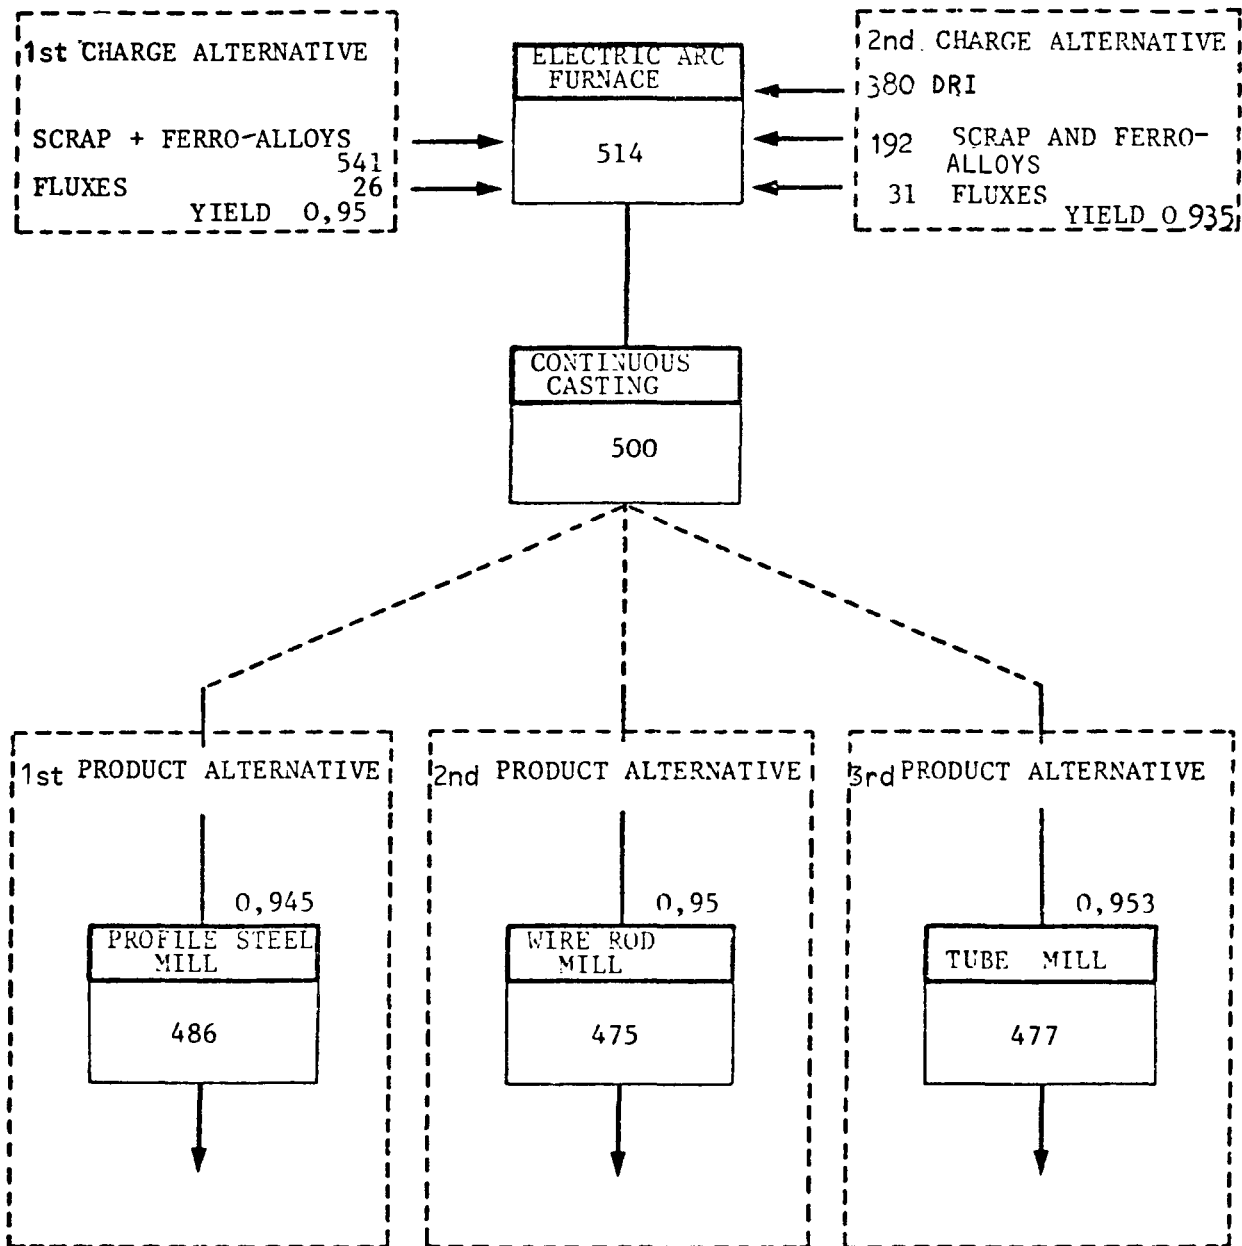 1st CHARGE ALTERNATIVE
SCRAP + FERRO-ALLOYS
541
FLUXES 26
YIELD 0,95
ELECTRIC ARC
FURNACE
514
2nd. CHARGE ALTERNATIVE
380 DRI
192 SCRAP AND FERRO-
ALLOYS
31 FLUXES
YIELD 0 935
CONTINUOUS
CASTING
500
1st PRODUCT ALTERNATIVE
0,945
PROFILE STEEL
MILL
486
2nd PRODUCT ALTERNATIVE
0,95
WIRE ROD
MILL
475
3rd PRODUCT ALTERNATIVE
0,953
TUBE MILL
477